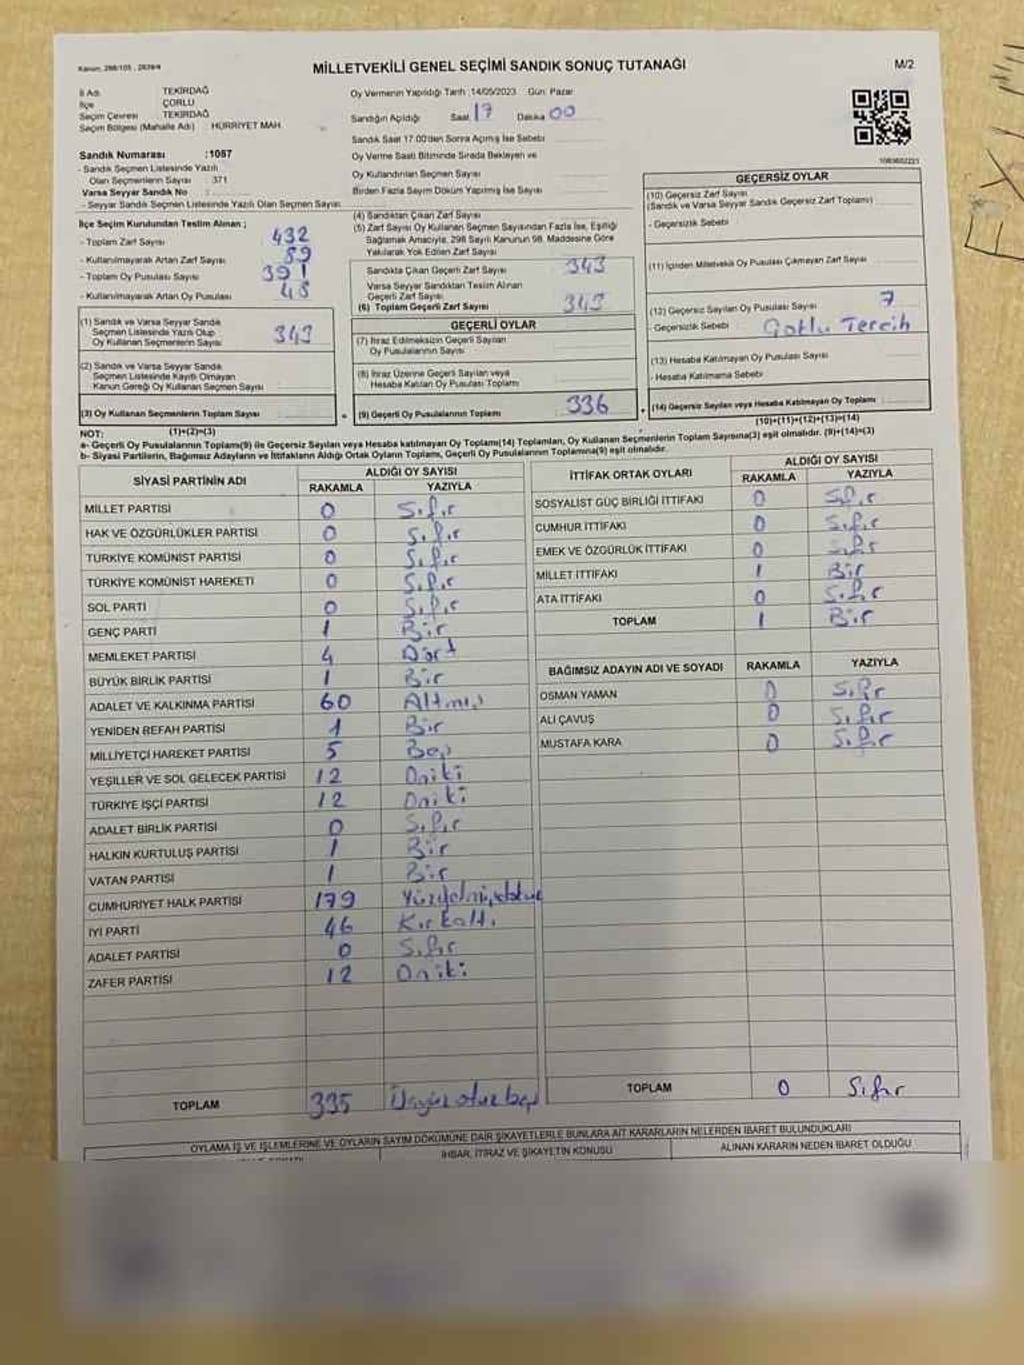 Kanun: 298/105 , 2839/4
MİLLETVEKİLİ GENEL SEÇİMİ SANDIK SONUÇ TUTANAĞI
M/2
İl Adı TEKİRDAĞ
İlçe ÇORLU
Seçim Çevresi TEKİRDAĞ
Seçim Bölgesi (Mahalle Adı) : HÜRRİYET MAH.
Sandık Numarası :1057
- Sandık Seçmen Listesinde Yazılı
Olan Seçmenlerin Sayısı : 371
Varsa Seyyar Sandık No :
- Seyyar Sandık Seçmen Listesinde Yazılı Olan Seçmen Sayısı:
Oy Vermenin Yapıldığı Tarih :14/05/2023 Gün: Pazar
Sandığın Açıldığı Saat 17 Dakika 00
Sandık Saat 17:00'den Sonra Açılmış İse Sebebi
Oy Verme Saati Bitiminde Sırada Bekleyen ve
Oy Kullandırılan Seçmen Sayısı
Birden Fazla Sayım Döküm Yapılmış İse Sayısı
İlçe Seçim Kurulundan Teslim Alınan ;
- Toplam Zarf Sayısı 432
- Kullanılmayarak Artan Zarf Sayısı 89
- Toplam Oy Pusulası Sayısı 391
- Kullanılmayarak Artan Oy Pusulası 48
(1) Sandık ve Varsa Seyyar Sandık
Seçmen Listesinde Yazılı Olup
Oy Kullanan Seçmenlerin Sayısı 343
(2) Sandık ve Varsa Seyyar Sandık
Seçmen Listesinde Kayıtlı Olmayan
Kanun Gereği Oy Kullanan Seçmen Sayısı
(3) Oy Kullanan Seçmenlerin Toplam Sayısı
(1)+(2)=(3)
(4) Sandıktan Çıkan Zarf Sayısı
(5) Zarf Sayısı Oy Kullanan Seçmen Sayısından Fazla İse, Eşitliği
Sağlamak Amacıyla, 298 Sayılı Kanunun 98. Maddesine Göre
Yakılarak Yok Edilen Zarf Sayısı
Sandıkta Çıkan Geçerli Zarf Sayısı 343
Varsa Seyyar Sandıktan Teslim Alınan
Geçerli Zarf Sayısı
(6) Toplam Geçerli Zarf Sayısı 343
GEÇERLİ OYLAR
(7) İtiraz Edilmeksizin Geçerli Sayılan
Oy Pusulalarının Sayısı
(8) İtiraz Üzerine Geçerli Sayılan veya
Hesaba Katılan Oy Pusulası Toplamı
(9) Geçerli Oy Pusulalarının Toplamı 336
GEÇERSİZ OYLAR
(10) Geçersiz Zarf Sayısı
(Sandık ve Varsa Seyyar Sandık Geçersiz Zarf Toplamı)
- Geçersizlik Sebebi
(11) İçinden Milletvekili Oy Pusulası Çıkmayan Zarf Sayısı
(12) Geçersiz Sayılan Oy Pusulası Sayısı 7
- Geçersizlik Sebebi Çoklu Tercih
(13) Hesaba Katılmayan Oy Pusulası Sayısı
- Hesaba Katılmama Sebebi
(14) Geçersiz Sayılan veya Hesaba Katılmayan Oy Toplamı
(10)+(11)+(12)+(13)=(14)
NOT:
a- Geçerli Oy Pusulalarının Toplamı(9) ile Geçersiz Sayılan veya Hesaba katılmayan Oy Toplamı(14) Toplamları, Oy Kullanan Seçmenlerin Toplam Sayısına(3) eşit olmalıdır. (9)+(14)=(3)
b- Siyasi Partilerin, Bağımsız Adayların ve İttifakların Aldığı Ortak Oyların Toplamı, Geçerli Oy Pusulalarının Toplamına(9) eşit olmalıdır.
SİYASİ PARTİNİN ADI ALDIĞI OY SAYISI
RAKAMLA YAZIYLA
MİLLET PARTİSİ 0 Sıfır
HAK VE ÖZGÜRLÜKLER PARTİSİ 0 Sıfır
TÜRKİYE KOMÜNİST PARTİSİ 0 Sıfır
TÜRKİYE KOMÜNİST HAREKETİ 0 Sıfır
SOL PARTİ 0 Sıfır
GENÇ PARTİ 1 Bir
MEMLEKET PARTİSİ 4 Dört
BÜYÜK BİRLİK PARTİSİ 1 Bir
ADALET VE KALKINMA PARTİSİ 60 Altmış
YENİDEN REFAH PARTİSİ 1 Bir
MİLLİYETÇİ HAREKET PARTİSİ 5 Beş
YEŞİLLER VE SOL GELECEK PARTİSİ 12 Oniki
TÜRKİYE İŞÇİ PARTİSİ 12 Oniki
ADALET BİRLİK PARTİSİ 0 Sıfır
HALKIN KURTULUŞ PARTİSİ 1 Bir
VATAN PARTİSİ 1 Bir
CUMHURİYET HALK PARTİSİ 179 Yüzyetmişdokuz
İYİ PARTİ 46 Kırkaltı
ADALET PARTİSİ 0 Sıfır
ZAFER PARTİSİ 12 Oniki
TOPLAM 335 Üçyüzotuzbeş
İTTİFAK ORTAK OYLARI ALDIĞI OY SAYISI
RAKAMLA YAZIYLA
SOSYALİST GÜÇ BİRLİĞİ İTTİFAKI 0 Sıfır
CUMHUR İTTİFAKI 0 Sıfır
EMEK VE ÖZGÜRLÜK İTTİFAKI 0 Sıfır
MİLLET İTTİFAKI 1 Bir
ATA İTTİFAKI 0 Sıfır
TOPLAM 1 Bir
BAĞIMSIZ ADAYIN ADI VE SOYADI RAKAMLA YAZIYLA
OSMAN YAMAN 0 Sıfır
ALİ ÇAVUŞ 0 Sıfır
MUSTAFA KARA 0 Sıfır
TOPLAM 0 Sıfır
OYLAMA İŞ VE İŞLEMLERİNE VE OYLARIN SAYIM DÖKÜMÜNE DAİR ŞİKAYETLERLE BUNLARA AİT KARARLARIN NELERDEN İBARET BULUNDUKLARI
İHBAR, İTİRAZ VE ŞİKAYETİN KONUSU
ALINAN KARARIN NEDEN İBARET OLDUĞU